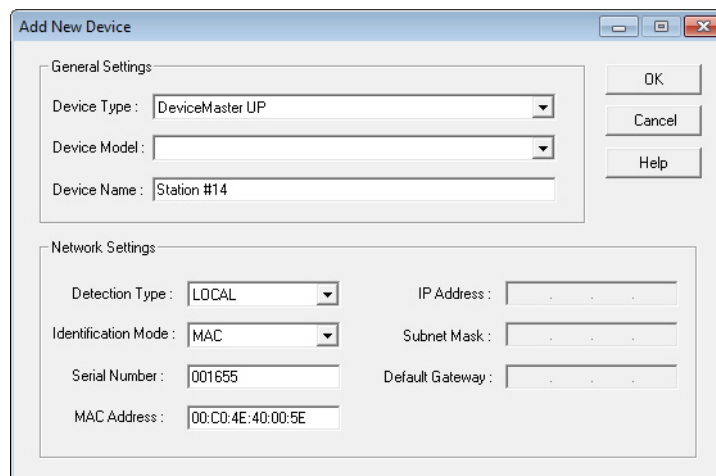 Add New Device
General Settings
Device Type : DeviceMaster UP
Device Model :
Device Name : Station #14
OK
Cancel
Help
Network Settings
Detection Type : LOCAL
Identification Mode : MAC
Serial Number : 001655
MAC Address : 00:C0:4E:40:00:5E
IP Address : . . .
Subnet Mask : . . .
Default Gateway : . . .